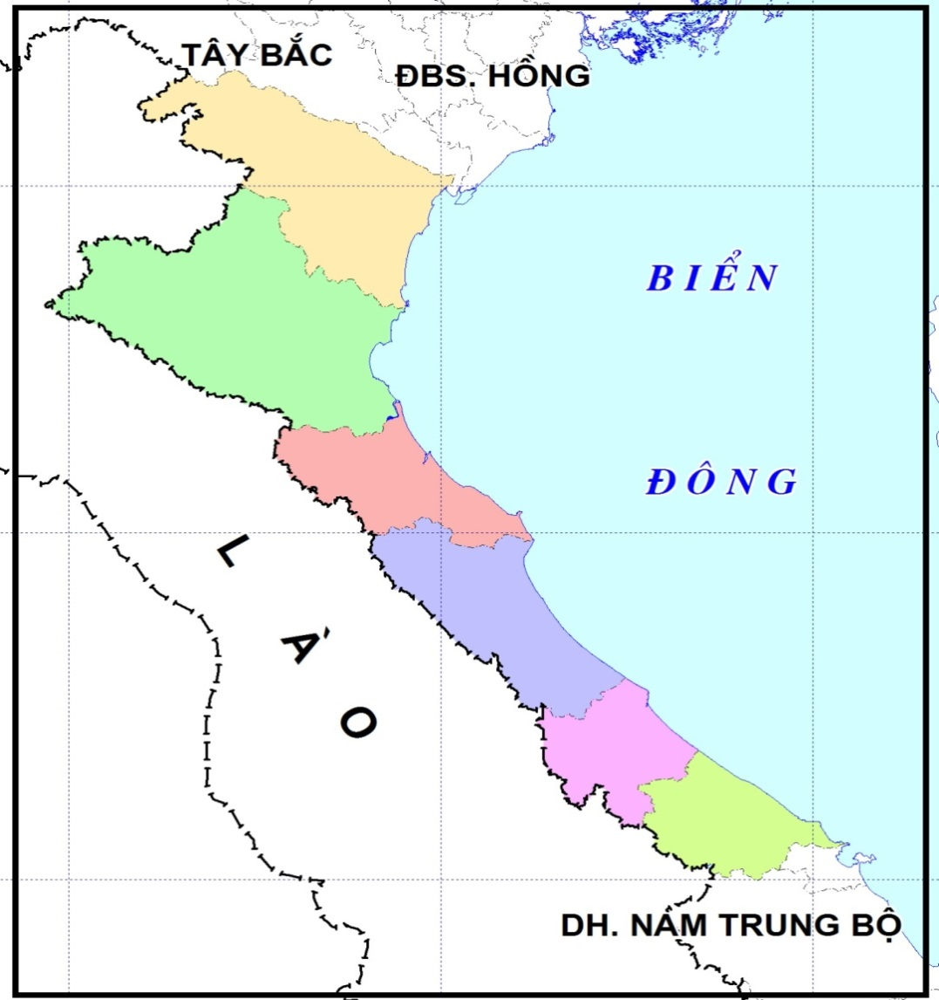 TÂY BẮC
ĐBS. HỒNG
BIỂN
ĐÔNG
LÀO
DH. NAM TRUNG BỘ